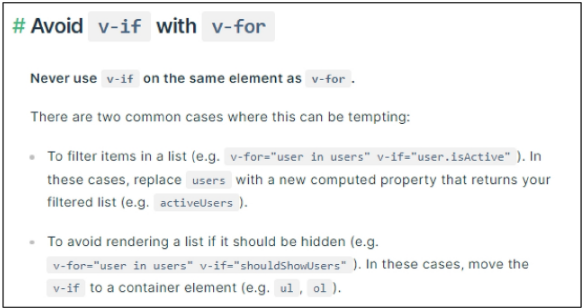 # Avoid v-if with v-for
Never use v-if on the same element as v-for.
There are two common cases where this can be tempting:
• To filter items in a list (e.g. v-for="user in users" v-if="user.isActive" ). In
these cases, replace users with a new computed property that returns your
filtered list (e.g. activeUsers ).
• To avoid rendering a list if it should be hidden (e.g.
v-for="user in users" v-if="shouldShowUsers" ). In these cases, move the
v-if to a container element (e.g. ul , ol ).